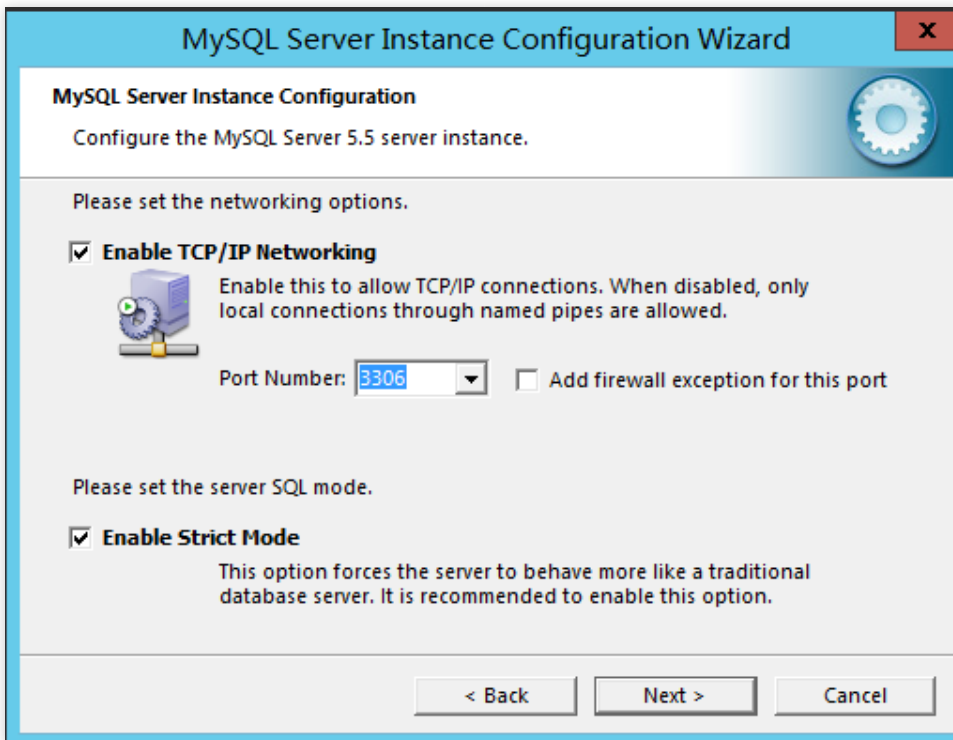 MySQL Server Instance Configuration Wizard
x
MySQL Server Instance Configuration
Configure the MySQL Server 5.5 server instance.
Please set the networking options.
Enable TCP/IP Networking
Enable this to allow TCP/IP connections. When disabled, only
local connections through named pipes are allowed.
Port Number: 3306 Add firewall exception for this port
Please set the server SQL mode.
Enable Strict Mode
This option forces the server to behave more like a traditional
database server. It is recommended to enable this option.
< Back Next > Cancel